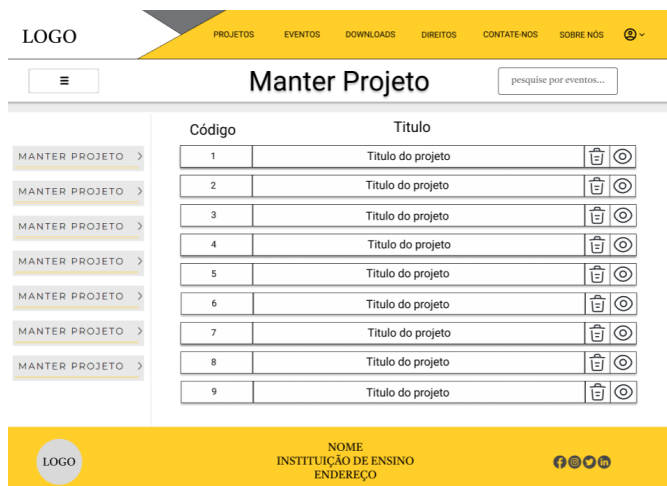 LOGO
PROJETOS EVENTOS DOWNLOADS DIREITOS CONTATE-NOS SOBRE NÓS
Manter Projeto
pesquise por eventos...
Código Titulo
MANTER PROJETO
MANTER PROJETO
MANTER PROJETO
MANTER PROJETO
MANTER PROJETO
MANTER PROJETO
MANTER PROJETO
1 Titulo do projeto
2 Titulo do projeto
3 Titulo do projeto
4 Titulo do projeto
5 Titulo do projeto
6 Titulo do projeto
7 Titulo do projeto
8 Titulo do projeto
9 Titulo do projeto
LOGO
NOME
INSTITUIÇÃO DE ENSINO
ENDEREÇO